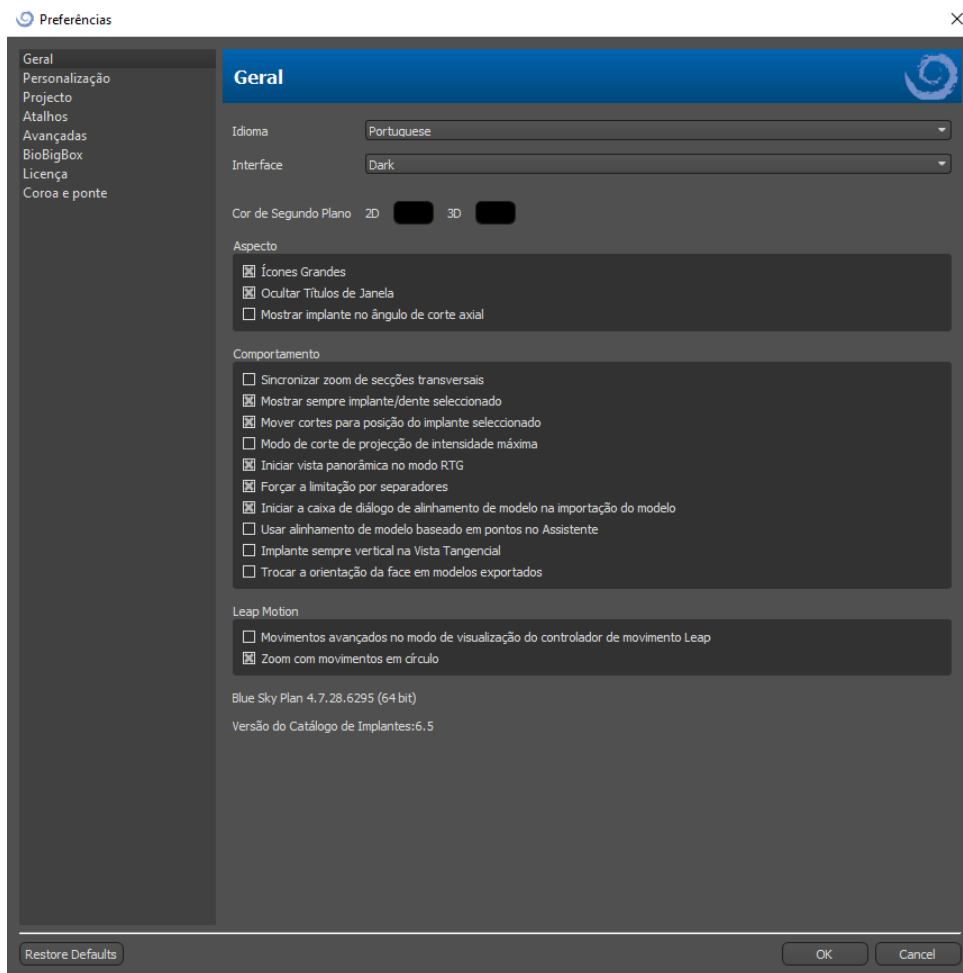 Preferências
Geral
Personalização
Projecto
Atalhos
Avançadas
BioBigBox
Licença
Coroa e ponte
Geral
Idioma Portuguese
Interface Dark
Cor de Segundo Plano 2D 3D
Aspecto
Ícones Grandes
Ocultar Títulos de Janela
Mostrar implante no ângulo de corte axial
Comportamento
Sincronizar zoom de secções transversais
Mostrar sempre implante/dente seleccionado
Mover cortes para posição do implante seleccionado
Modo de corte de projecção de intensidade máxima
Iniciar vista panorâmica no modo RTG
Forçar a limitação por separadores
Iniciar a caixa de diálogo de alinhamento de modelo na importação do modelo
Usar alinhamento de modelo baseado em pontos no Assistente
Implante sempre vertical na Vista Tangencial
Trocar a orientação da face em modelos exportados
Leap Motion
Movimentos avançados no modo de visualização do controlador de movimento Leap
Zoom com movimentos em círculo
Blue Sky Plan 4.7.28.6295 (64 bit)
Versão do Catálogo de Implantes:6.5
Restore Defaults OK Cancel